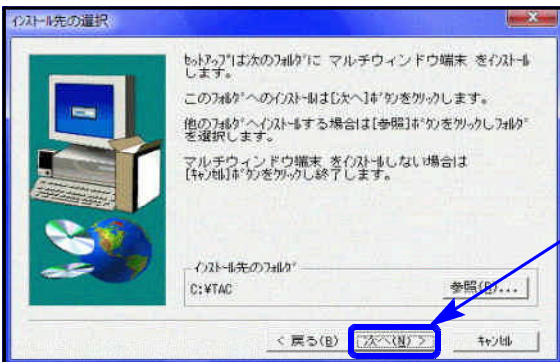 ｲﾝｽﾄｰﾙ先の選択
ｾｯﾄｱｯﾌﾟは次のﾌｫﾙﾀﾞに マルチウィンドウ端末 をｲﾝｽﾄｰﾙ
します。
このﾌｫﾙﾀﾞへのｲﾝｽﾄｰﾙは[次へ]ﾎﾞﾀﾝをｸﾘｯｸします。
他のﾌｫﾙﾀﾞへｲﾝｽﾄｰﾙする場合は[参照]ﾎﾞﾀﾝをｸﾘｯｸしﾌｫﾙﾀﾞ
を選択します。
マルチウィンドウ端末 をｲﾝｽﾄｰﾙしない場合は
[ｷｬﾝｾﾙ]ﾎﾞﾀﾝをｸﾘｯｸし終了します。
ｲﾝｽﾄｰﾙ先のﾌｫﾙﾀﾞ
C:¥TAC
参照(R)...
< 戻る(B)
次へ(N) >
ｷｬﾝｾﾙ